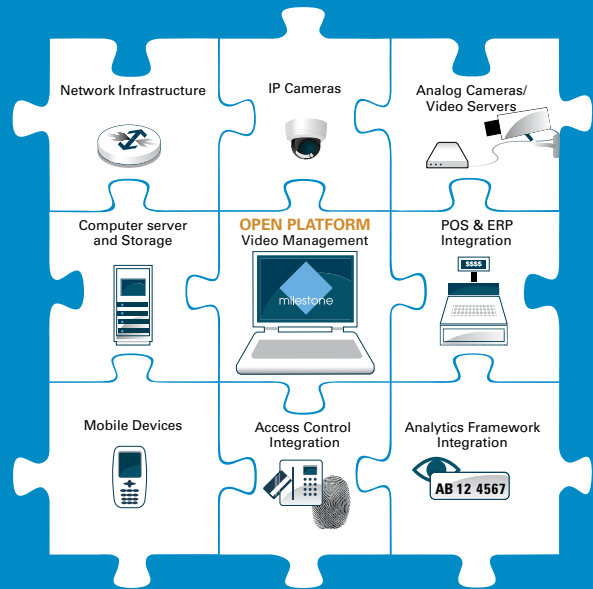 Network Infrastructure
IP Cameras
Analog Cameras/
Video Servers
Computer server
and Storage
OPEN PLATFORM
Video Management
milestone
POS & ERP
Integration
$$$$
Mobile Devices
Access Control
Integration
Analytics Framework
Integration
AB 12 4567